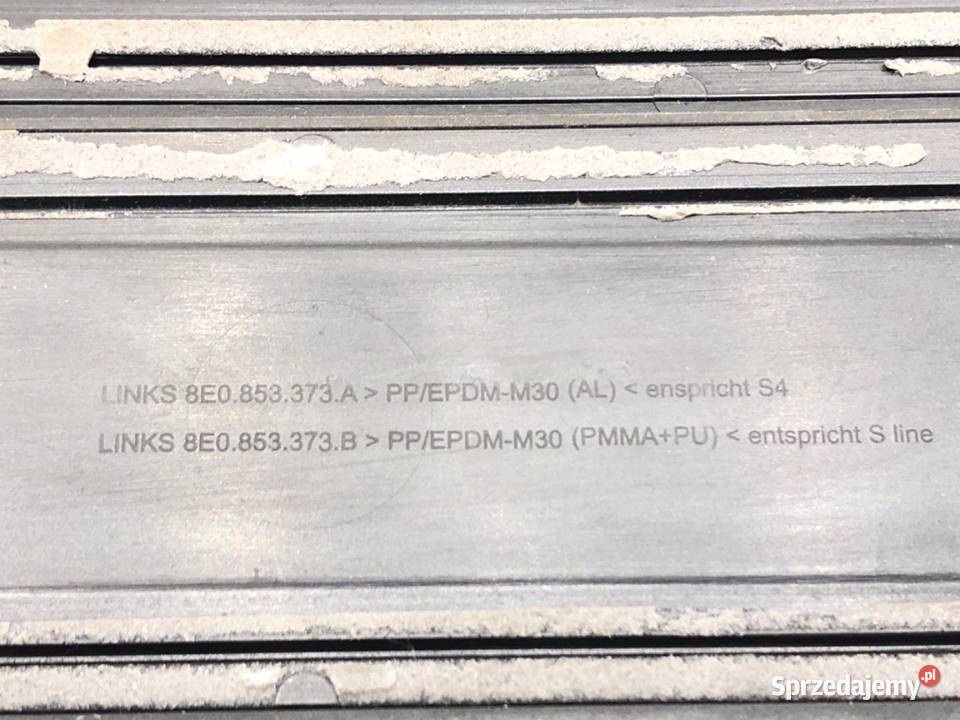 LINKS 8E0.853.373.A > PP/EPDM-M30 (AL) < enspricht S4
LINKS 8E0.853.373.B > PP/EPDM-M30 (PMMA+PU) < entspricht S line
Sprzedajemy.pl